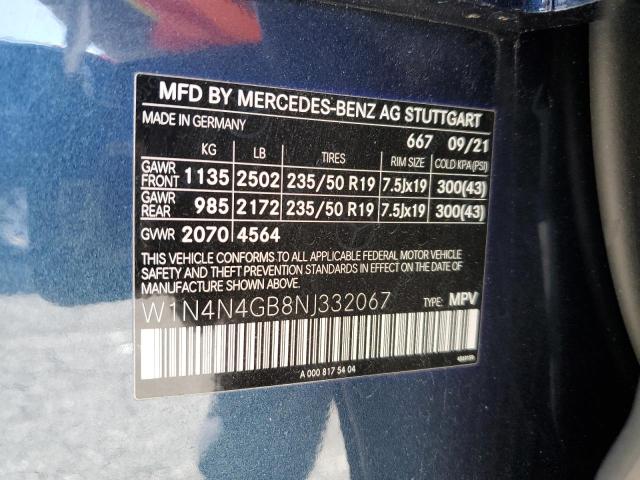 MFD BY MERCEDES-BENZ AG STUTTGART
MADE IN GERMANY
667 09/21
KG LB TIRES RIM SIZE COLD KPA(PSI)
GAWR FRONT 1135 2502 235/50 R19 7.5Jx19 300(43)
GAWR REAR 985 2172 235/50 R19 7.5Jx19 300(43)
GVWR 2070 4564
THIS VEHICLE CONFORMS TO ALL APPLICABLE FEDERAL MOTOR VEHICLE
SAFETY AND THEFT PREVENTION STANDARDS IN EFFECT ON THE DATE OF
MANUFACTURE SHOWN ABOVE.
W1N4N4GB8NJ332067 TYPE: MPV
A 000 817 54 04